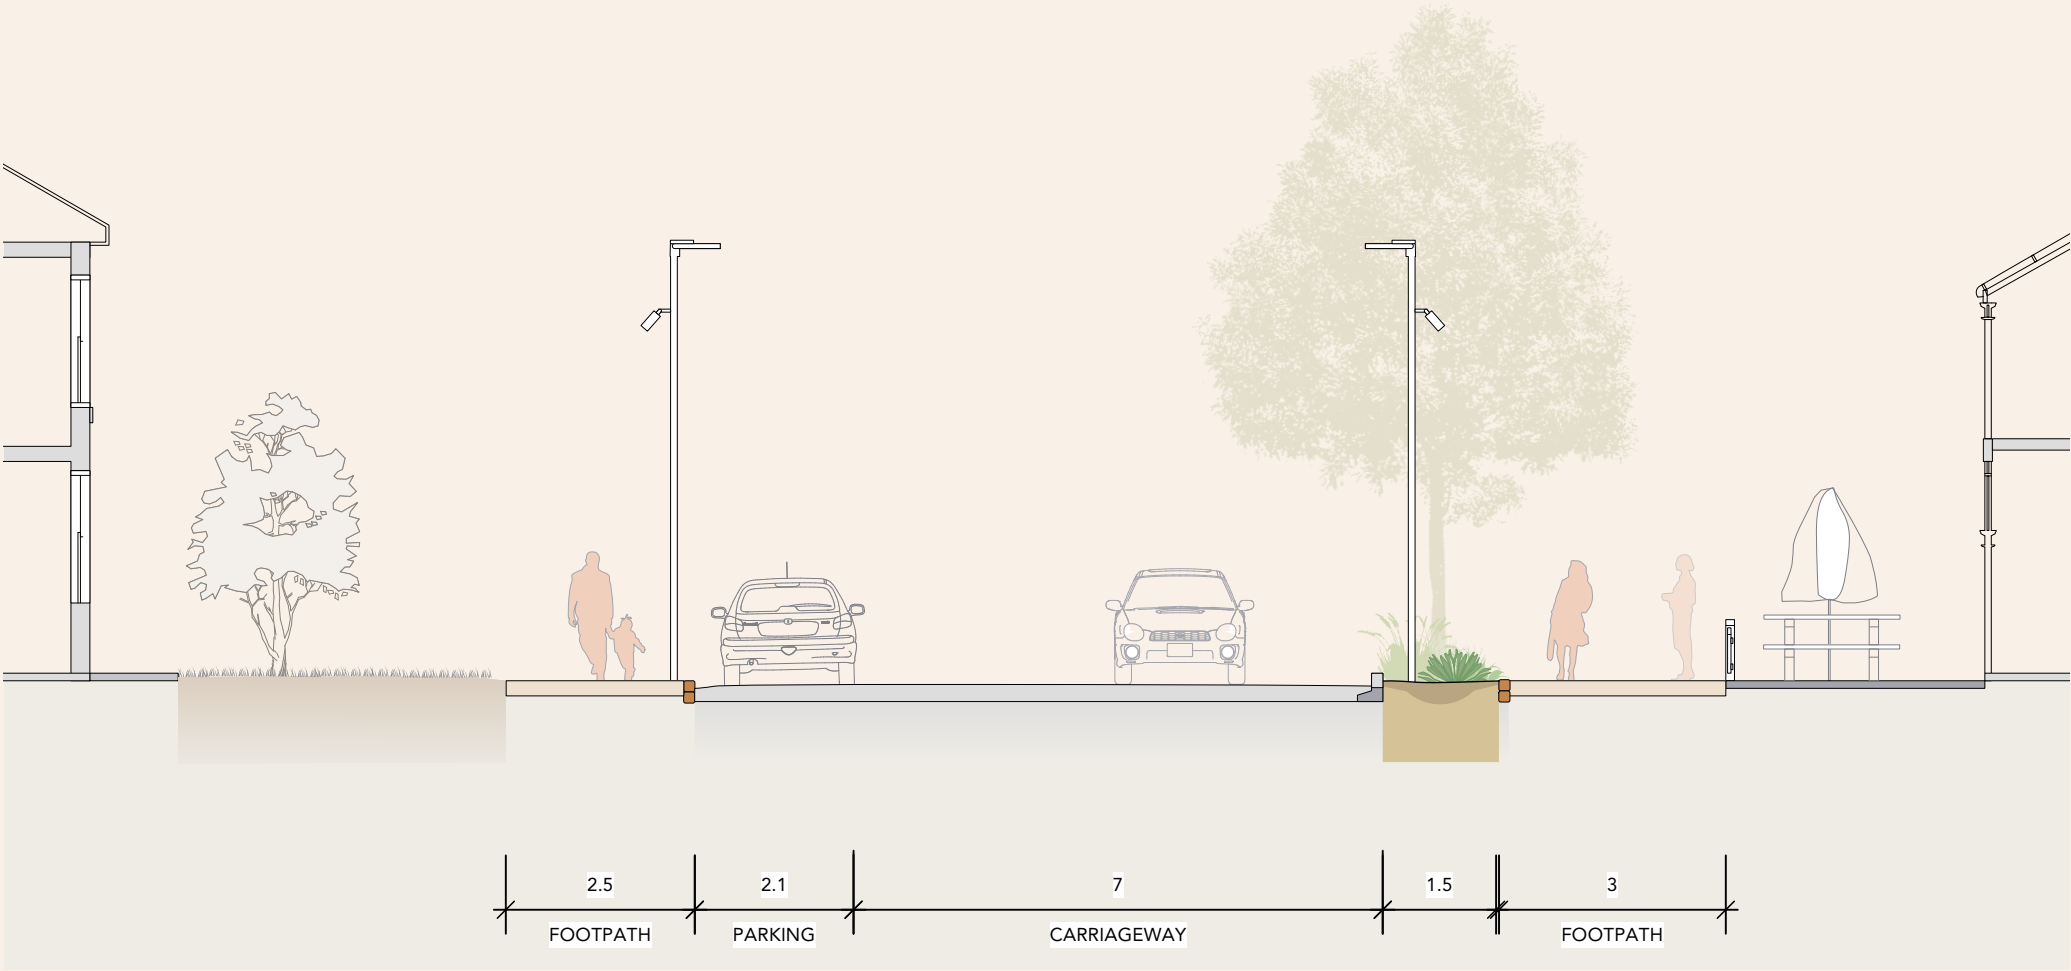 2.5 2.1 7 1.5 3
FOOTPATH PARKING CARRIAGEWAY FOOTPATH